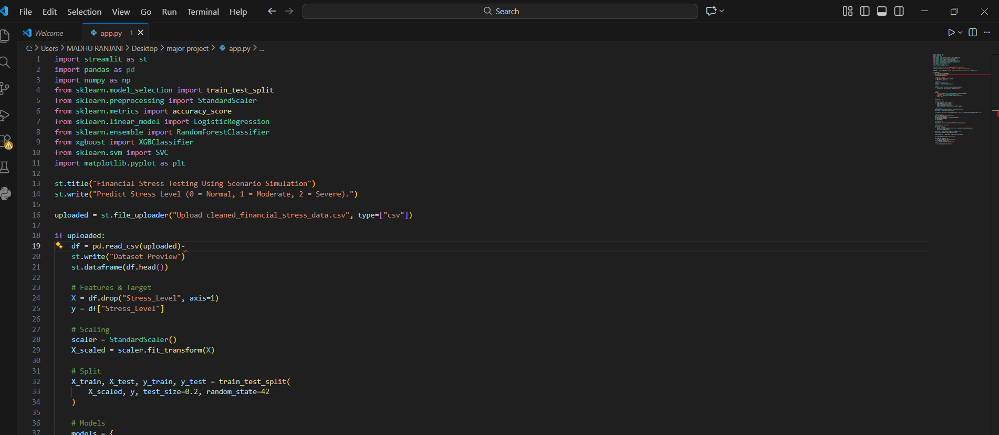 File Edit Selection View Go Run Terminal Help Search
Welcome app.py 1
C: > Users > MADHU RANJANI > Desktop > major project > app.py > ...
1 import streamlit as st
2 import pandas as pd
3 import numpy as np
4 from sklearn.model_selection import train_test_split
5 from sklearn.preprocessing import StandardScaler
6 from sklearn.metrics import accuracy_score
7 from sklearn.linear_model import LogisticRegression
8 from sklearn.ensemble import RandomForestClassifier
9 from xgboost import XGBClassifier
10 from sklearn.svm import SVC
11 import matplotlib.pyplot as plt
12
13 st.title("Financial Stress Testing Using Scenario Simulation")
14 st.write("Predict Stress Level (0 = Normal, 1 = Moderate, 2 = Severe).")
15
16 uploaded = st.file_uploader("Upload cleaned_financial_stress_data.csv", type=["csv"])
17
18 if uploaded:
19     df = pd.read_csv(uploaded)-
20     st.write("Dataset Preview")
21     st.dataframe(df.head())
22
23     # Features & Target
24     X = df.drop("Stress_Level", axis=1)
25     y = df["Stress_Level"]
26
27     # Scaling
28     scaler = StandardScaler()
29     X_scaled = scaler.fit_transform(X)
30
31     # Split
32     X_train, X_test, y_train, y_test = train_test_split(
33         X_scaled, y, test_size=0.2, random_state=42
34     )
35
36     # Models
37     models = {